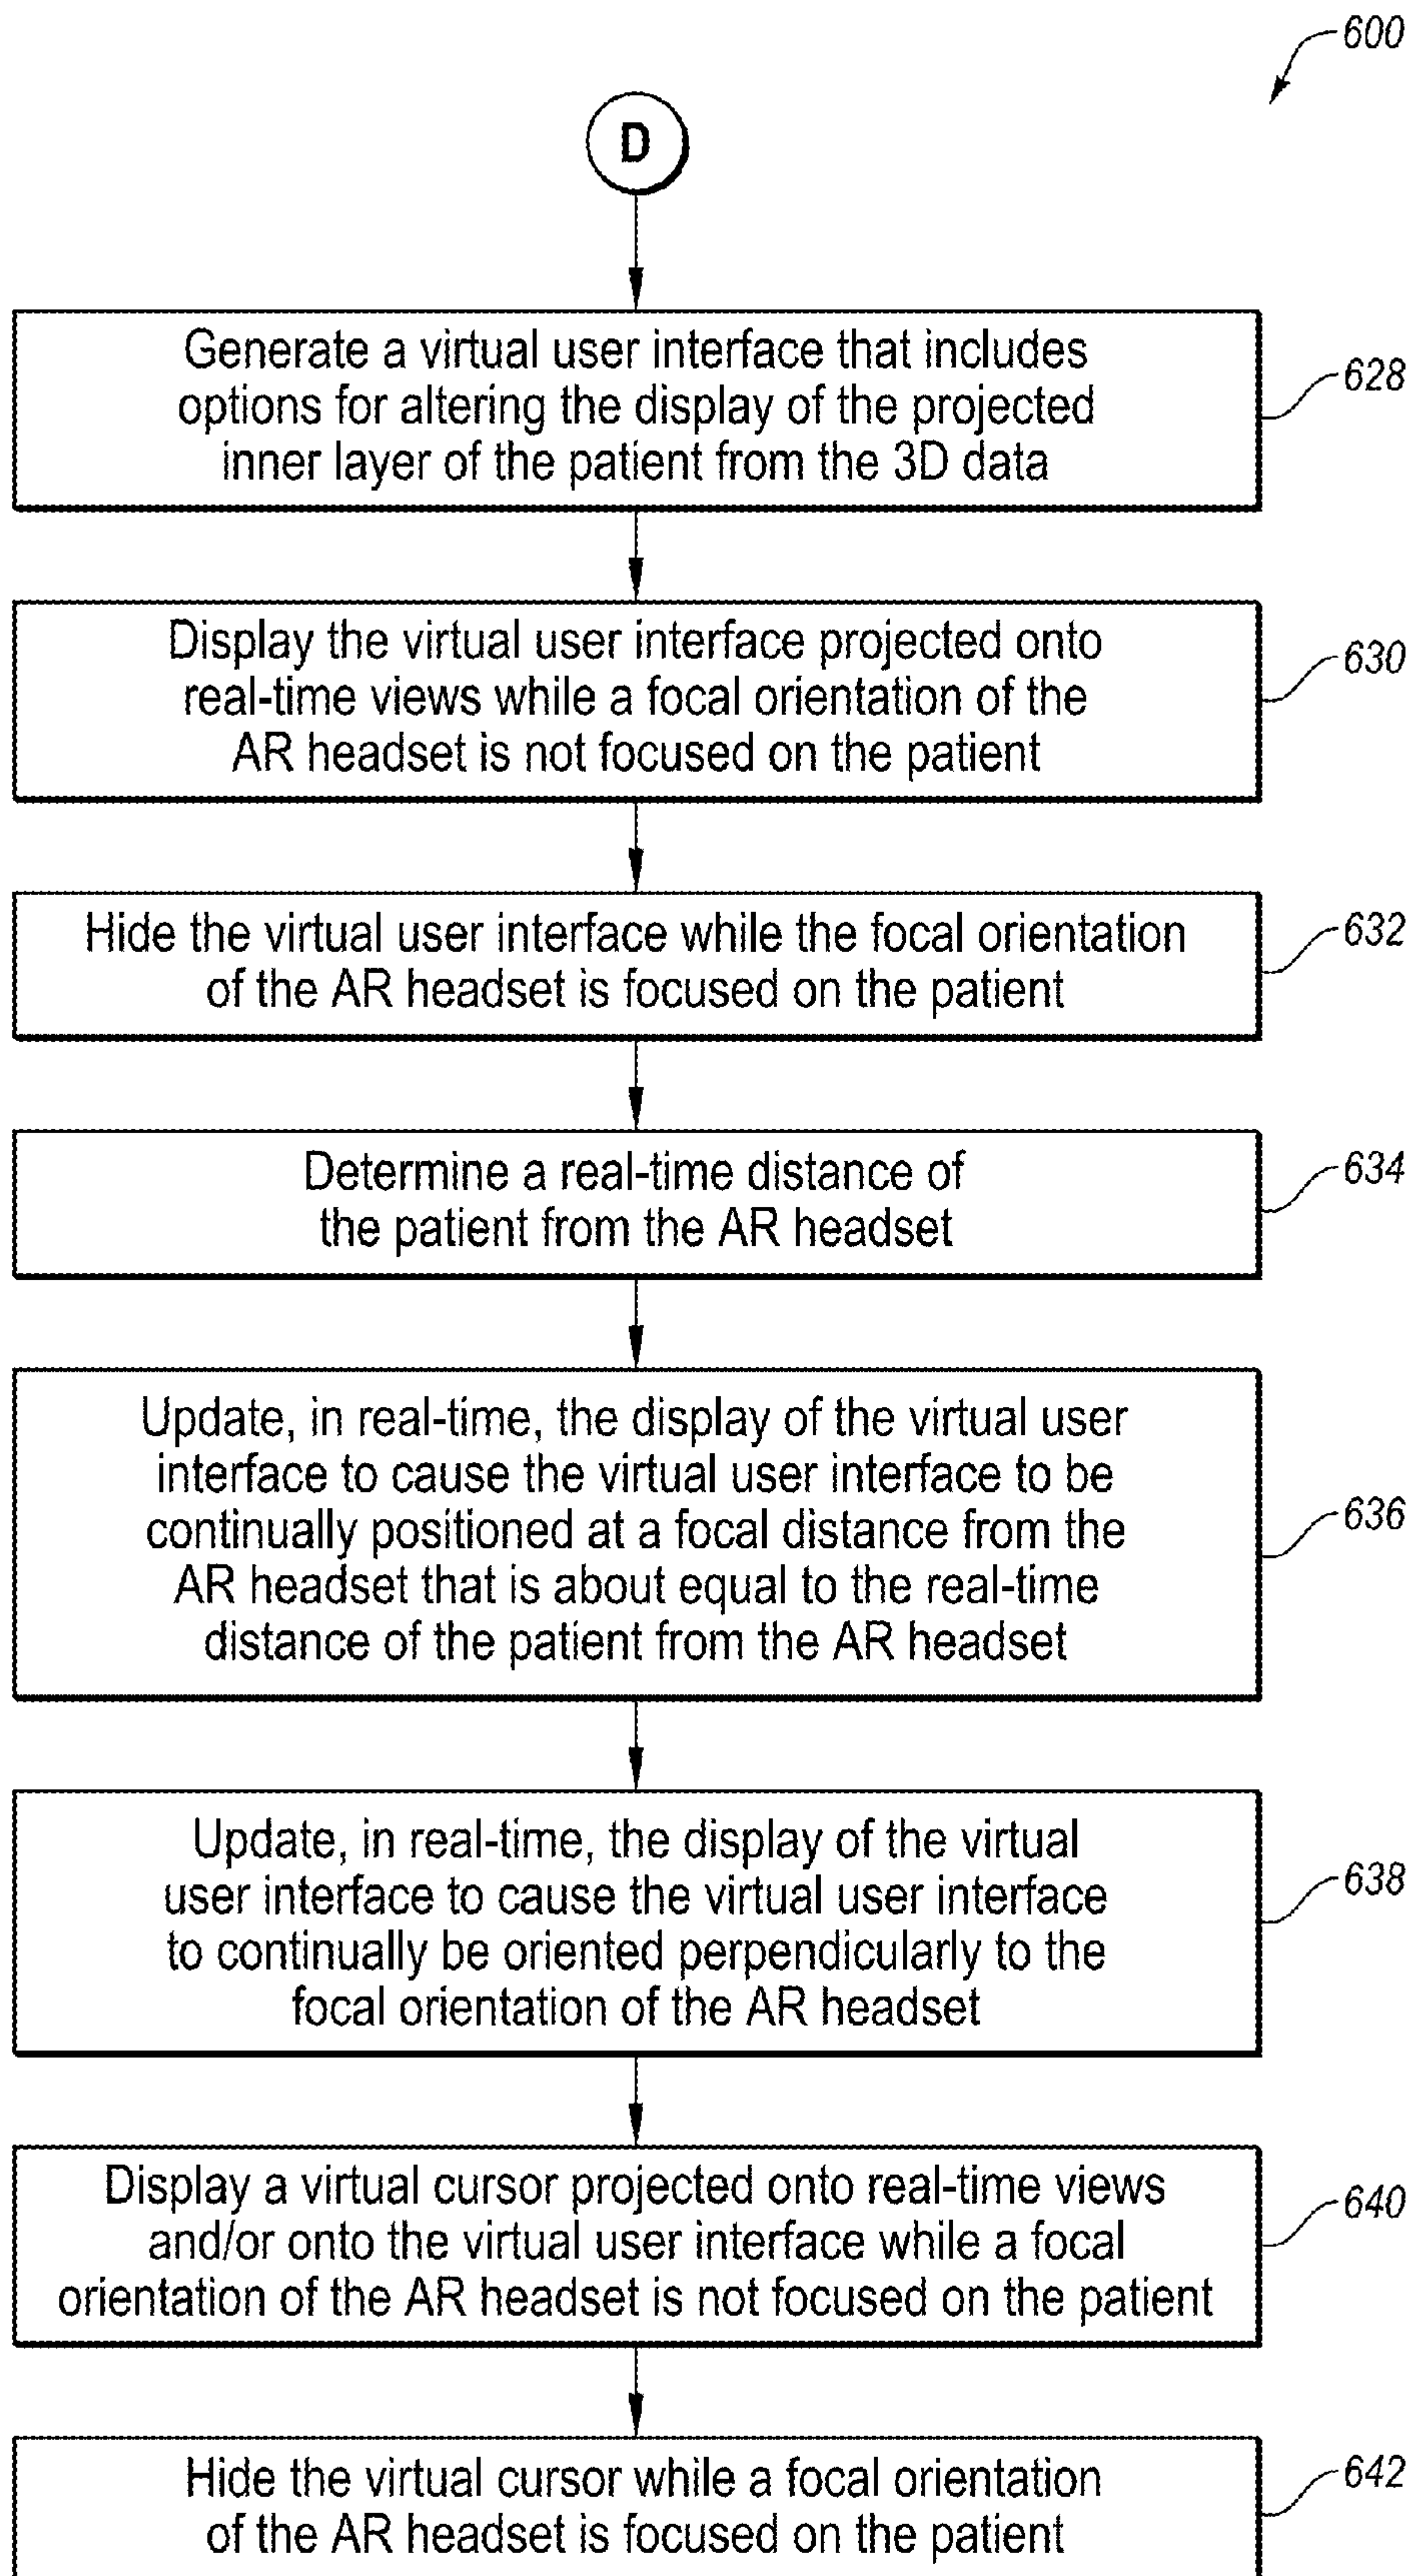 600
D
Generate a virtual user interface that includes
options for altering the display of the projected
inner layer of the patient from the 3D data
628
Display the virtual user interface projected onto
real-time views while a focal orientation of the
AR headset is not focused on the patient
630
Hide the virtual user interface while the focal orientation
of the AR headset is focused on the patient
632
Determine a real-time distance of
the patient from the AR headset
634
Update, in real-time, the display of the virtual user
interface to cause the virtual user interface to be
continually positioned at a focal distance from the
AR headset that is about equal to the real-time
distance of the patient from the AR headset
636
Update, in real-time, the display of the virtual
user interface to cause the virtual user interface
to continually be oriented perpendicularly to the
focal orientation of the AR headset
638
Display a virtual cursor projected onto real-time views
and/or onto the virtual user interface while a focal
orientation of the AR headset is not focused on the patient
640
Hide the virtual cursor while a focal orientation
of the AR headset is focused on the patient
642